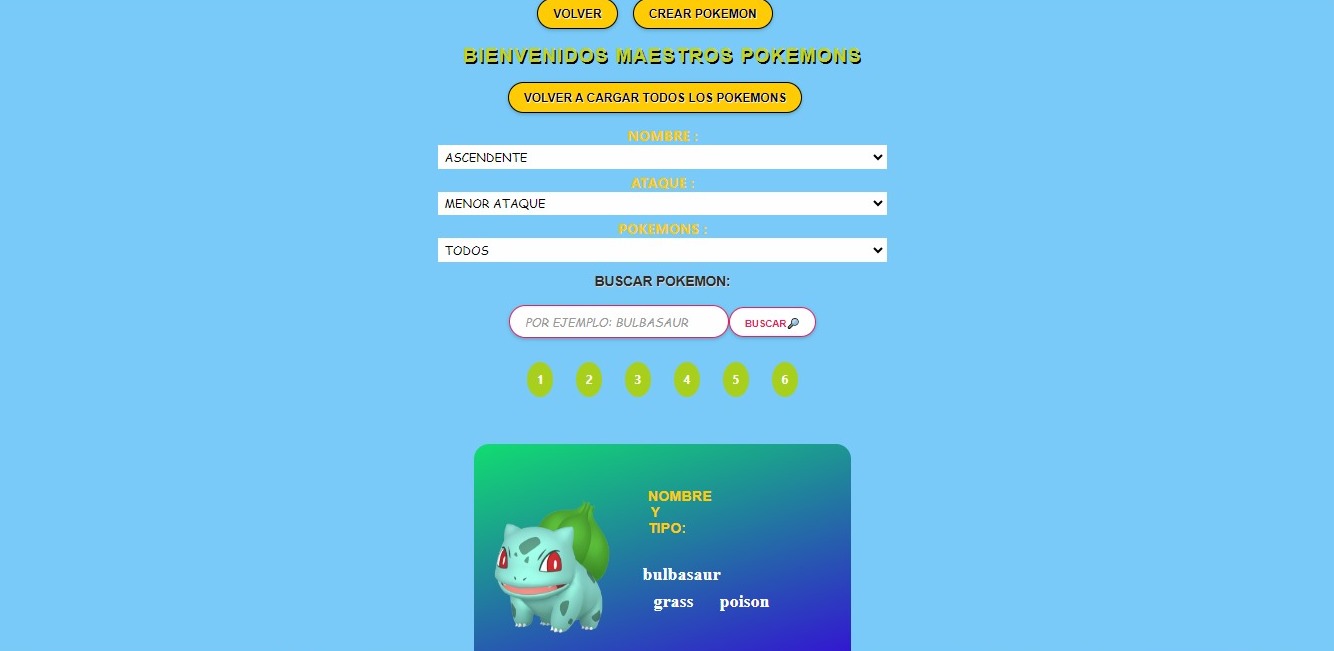 VOLVER CREAR POKEMON
BIENVENIDOS MAESTROS POKEMONS
VOLVER A CARGAR TODOS LOS POKEMONS
NOMBRE :
ASCENDENTE
ATAQUE :
MENOR ATAQUE
POKEMONS :
TODOS
BUSCAR POKEMON:
POR EJEMPLO: BULBASAUR BUSCAR🔎
1 2 3 4 5 6
NOMBRE
Y
TIPO:
bulbasaur
grass poison